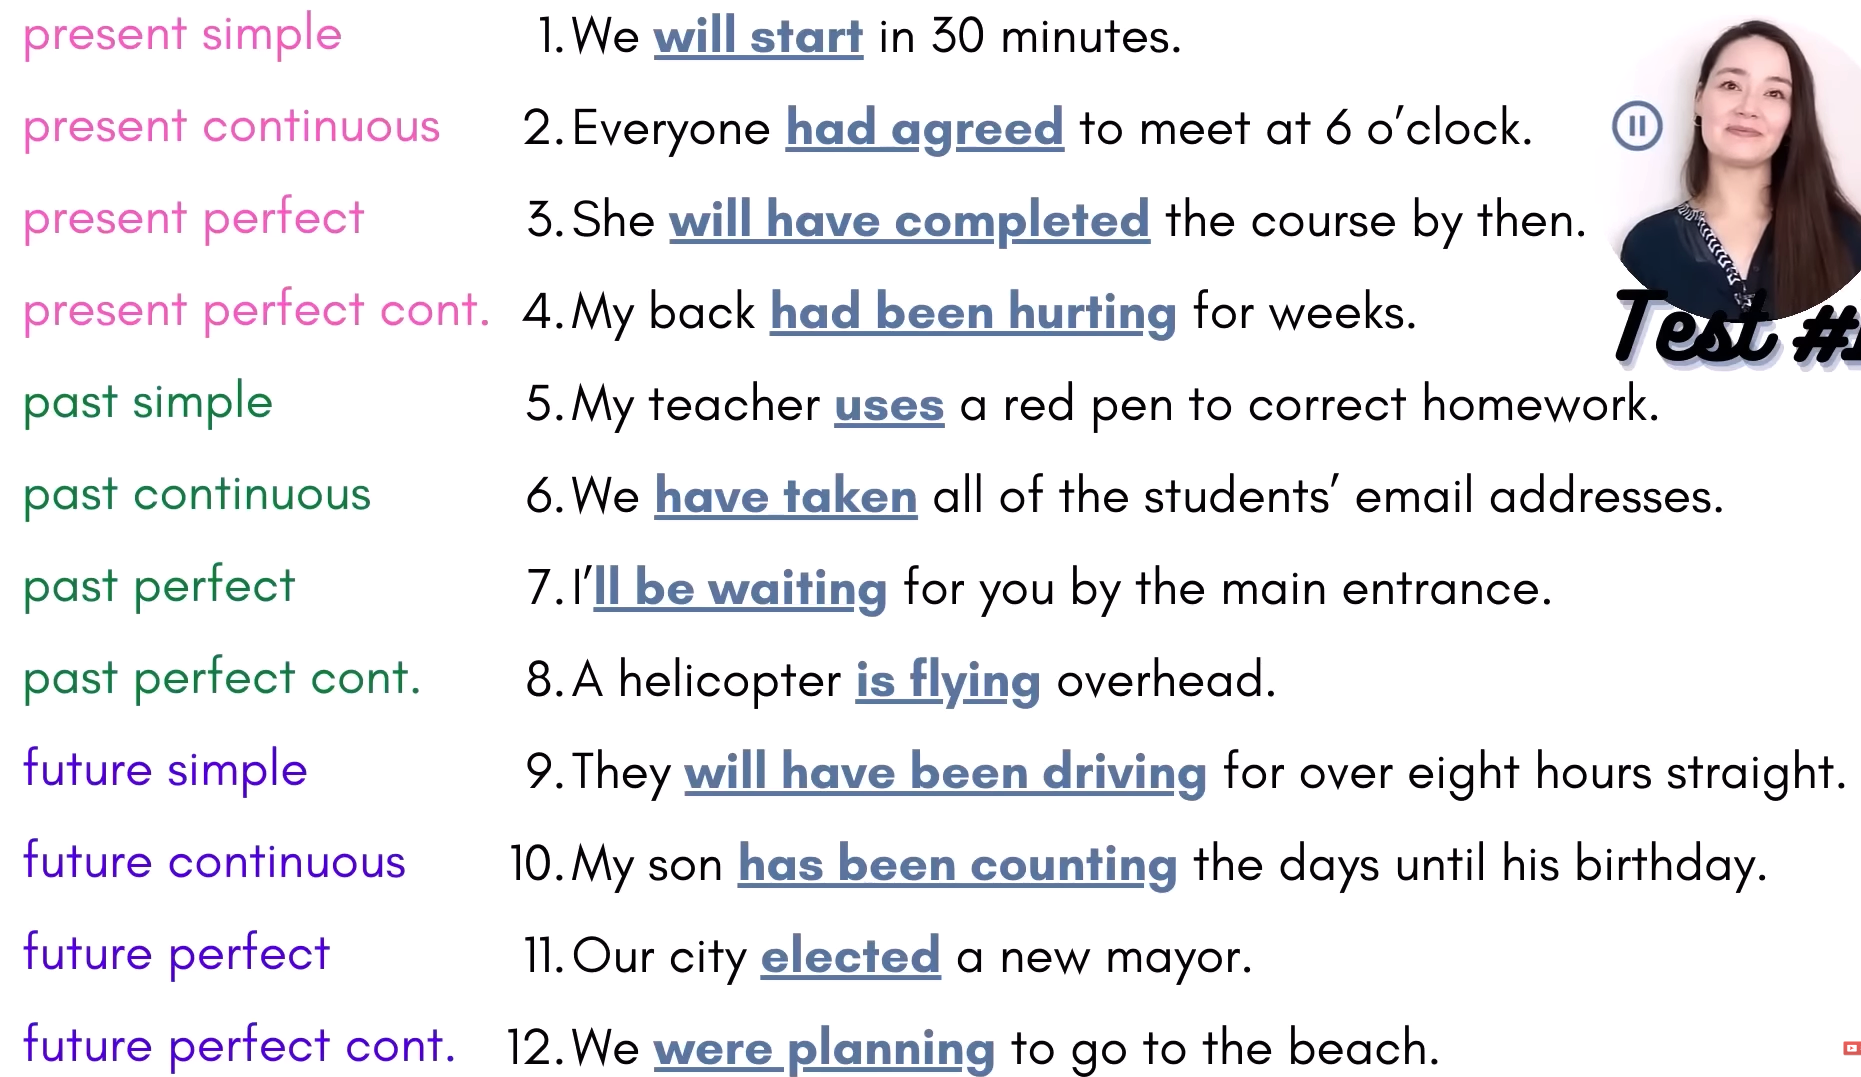 present simple
present continuous
present perfect
present perfect cont.
past simple
past continuous
past perfect
past perfect cont.
future simple
future continuous
future perfect
future perfect cont.
1. We will start in 30 minutes.
2. Everyone had agreed to meet at 6 o’clock.
3. She will have completed the course by then.
4. My back had been hurting for weeks.
5. My teacher uses a red pen to correct homework.
6. We have taken all of the students’ email addresses.
7. I’ll be waiting for you by the main entrance.
8. A helicopter is flying overhead.
9. They will have been driving for over eight hours straight.
10. My son has been counting the days until his birthday.
11. Our city elected a new mayor.
12. We were planning to go to the beach.
Test #